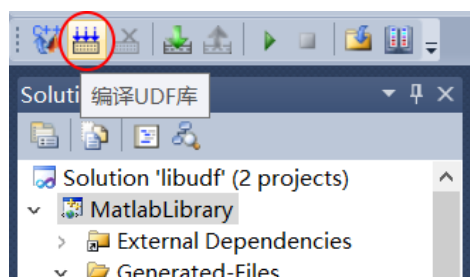 Soluti
编译UDF库
Solution 'libudf' (2 projects)
MatlabLibrary
External Dependencies
Generated-Files